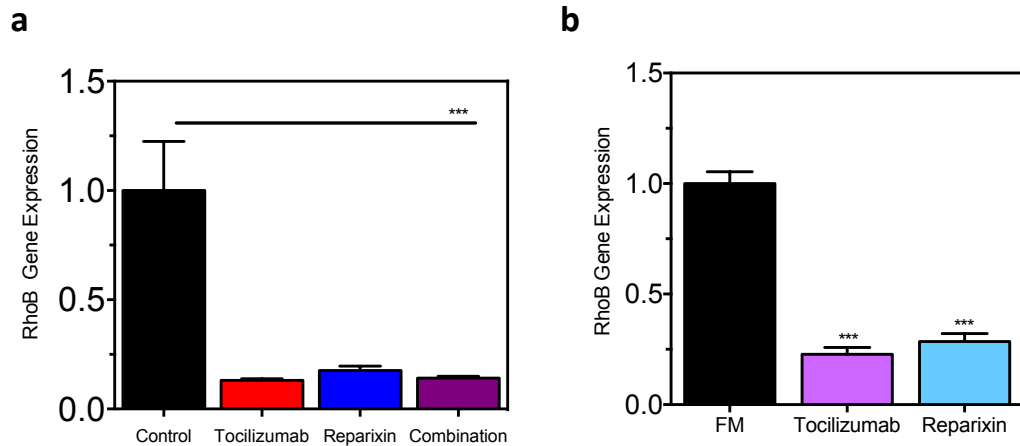 a
b
RhoB  Gene Expression
1.5
1.0
0.5
0.0
***
Control
Tocilizumab
Reparixin
Combination
RhoB Gene Expression
1.5
1.0
0.5
0.0
***
***
FM
Tocilizumab
Reparixin